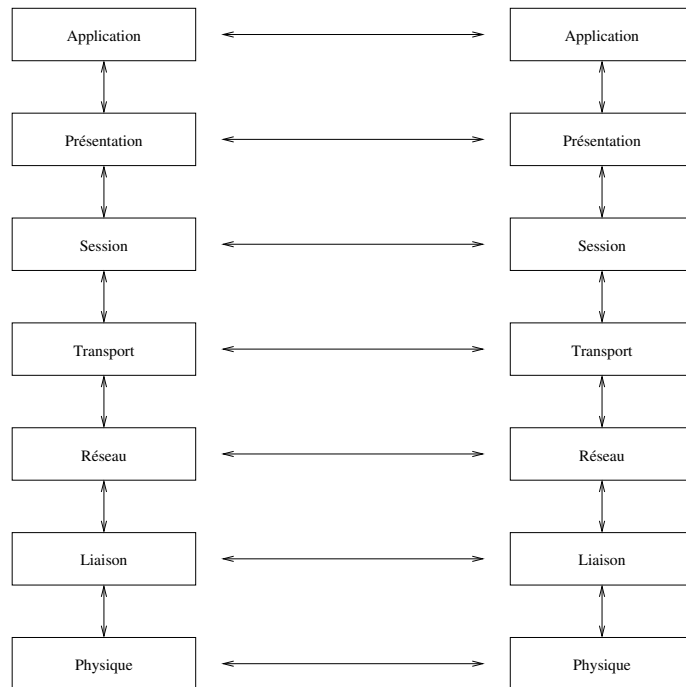 Application
Application
Présentation
Présentation
Session
Session
Transport
Transport
Réseau
Réseau
Liaison
Liaison
Physique
Physique